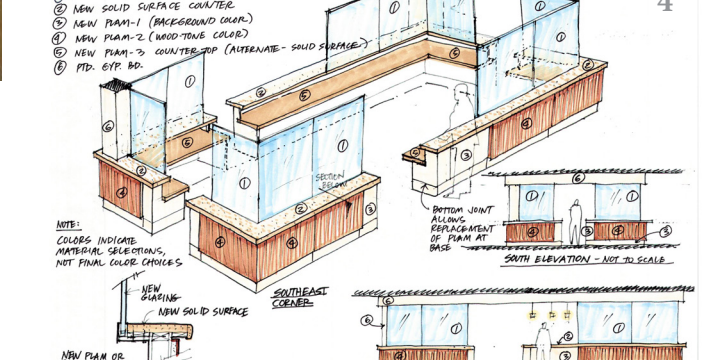 4
② NEW SOLID SURFACE COUNTER
③ NEW PLAM-1 (BACKGROUND COLOR)
④ NEW PLAM-2 (WOOD-TONE COLOR)
⑤ NEW PLAM-3 COUNTERTOP (ALTERNATE - SOLID SURFACE)
⑥ PTD. GYP. BD.
SECTION
BELOW
NOTE:
COLORS INDICATE
MATERIAL SELECTIONS,
NOT FINAL COLOR CHOICES
BOTTOM JOINT
ALLOWS
REPLACEMENT
OF PLAM AT
BASE
SOUTH ELEVATION - NOT TO SCALE
SOUTHEAST
CORNER
NEW
GLAZING
NEW SOLID SURFACE
NEW PLAM OR